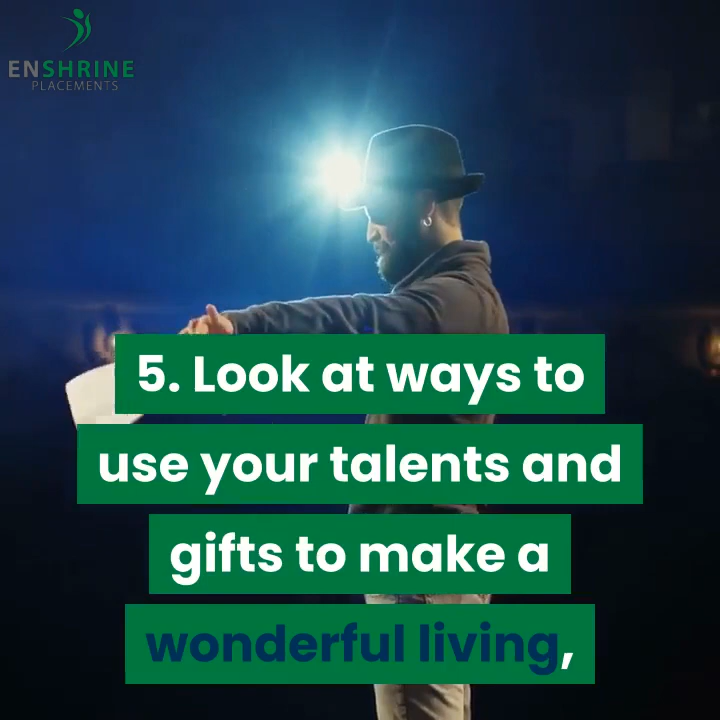 ENSHRINE
PLACEMENTS
5. Look at ways to
use your talents and
gifts to make a
wonderful living,